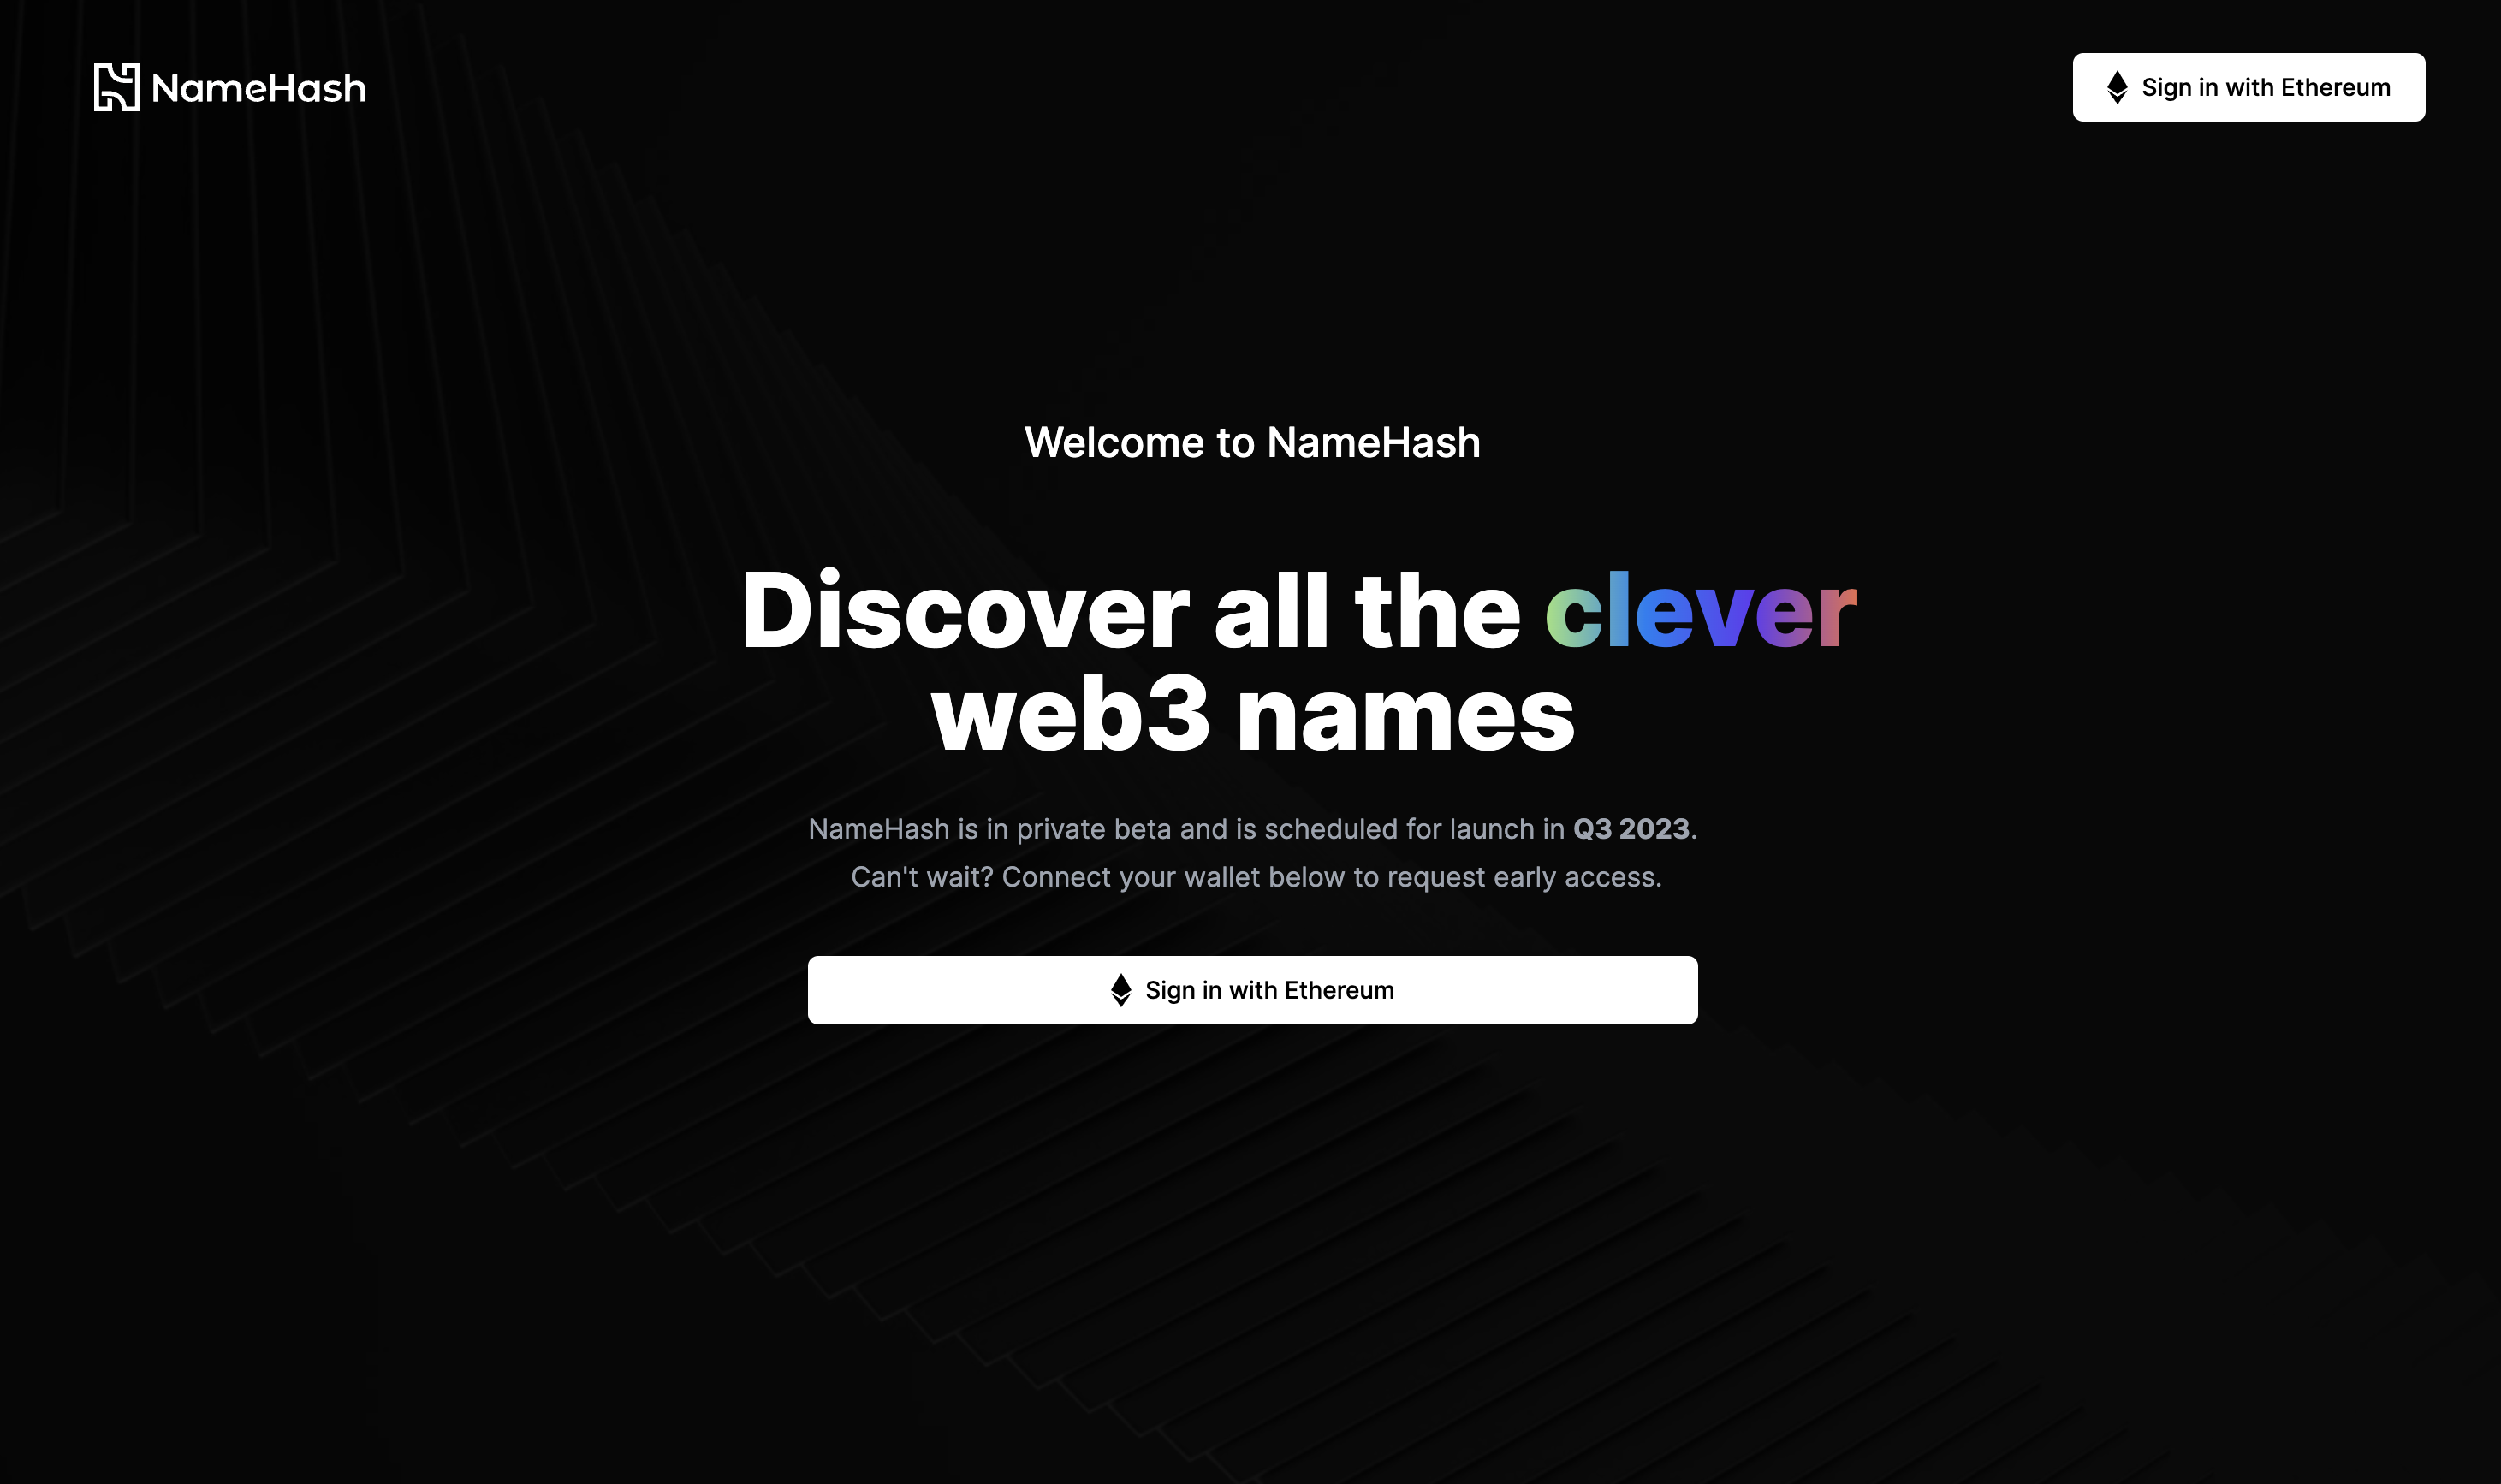 NameHash
Sign in with Ethereum
Welcome to NameHash
Discover all the clever
web3 names
NameHash is in private beta and is scheduled for launch in Q3 2023.
Can't wait? Connect your wallet below to request early access.
Sign in with Ethereum